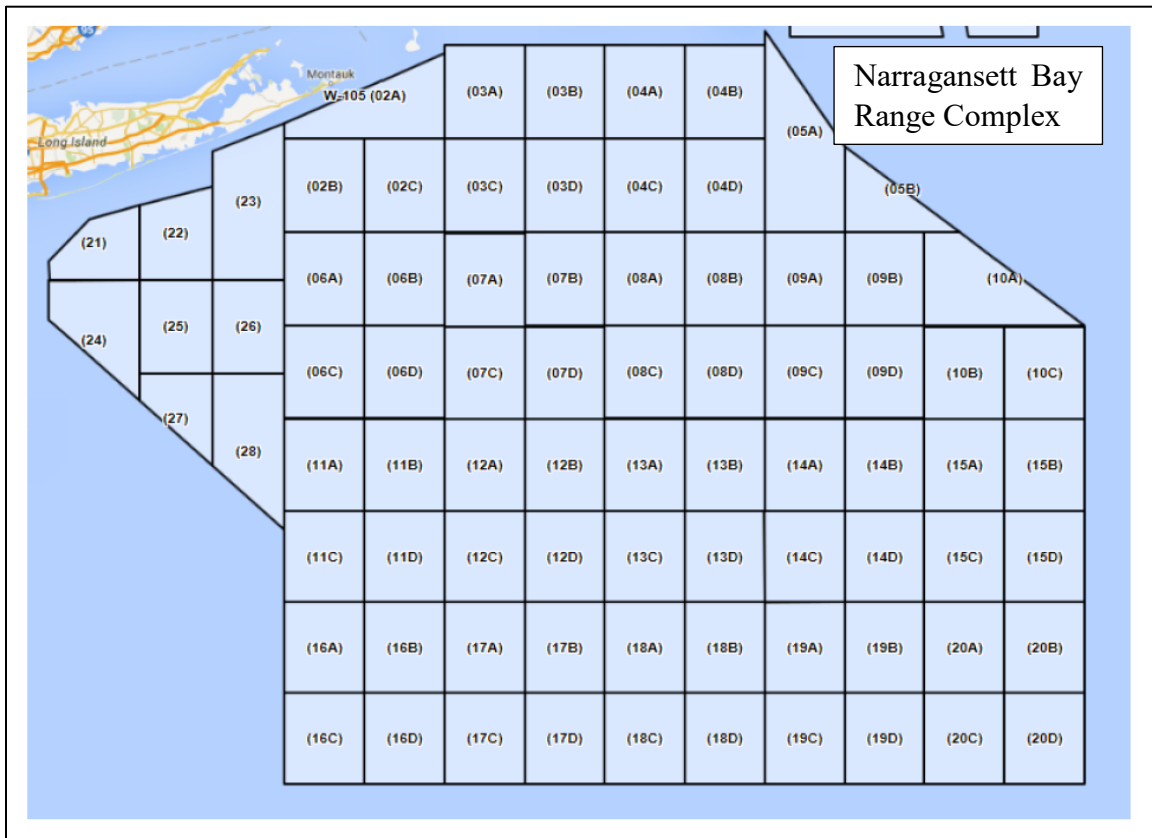 95
Narragansett Bay
Range Complex
Montauk
W-105 (02A)
(03A) (03B) (04A) (04B)
(05A)
Long Island
(02B) (02C) (03C) (03D) (04C) (04D)
(05B)
(23)
(22)
(21)
(06A) (06B) (07A) (07B) (08A) (08B) (09A) (09B) (10A)
(25) (26)
(24)
(06C) (06D) (07C) (07D) (08C) (08D) (09C) (09D) (10B) (10C)
(27)
(28)
(11A) (11B) (12A) (12B) (13A) (13B) (14A) (14B) (15A) (15B)
(11C) (11D) (12C) (12D) (13C) (13D) (14C) (14D) (15C) (15D)
(16A) (16B) (17A) (17B) (18A) (18B) (19A) (19B) (20A) (20B)
(16C) (16D) (17C) (17D) (18C) (18D) (19C) (19D) (20C) (20D)